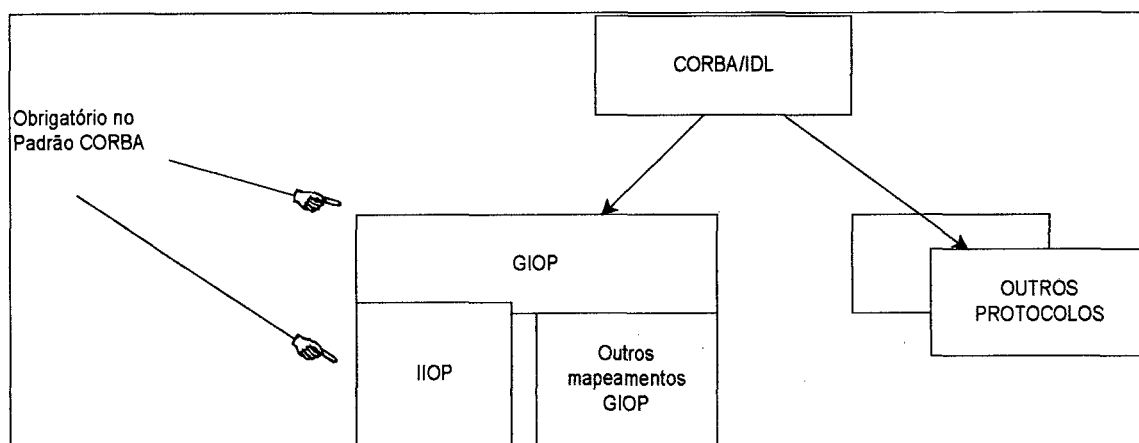 CORBA/IDL
Obrigatório no
Padrão CORBA
GIOP
OUTROS
PROTOCOLOS
IIOP
Outros
mapeamentos
GIOP